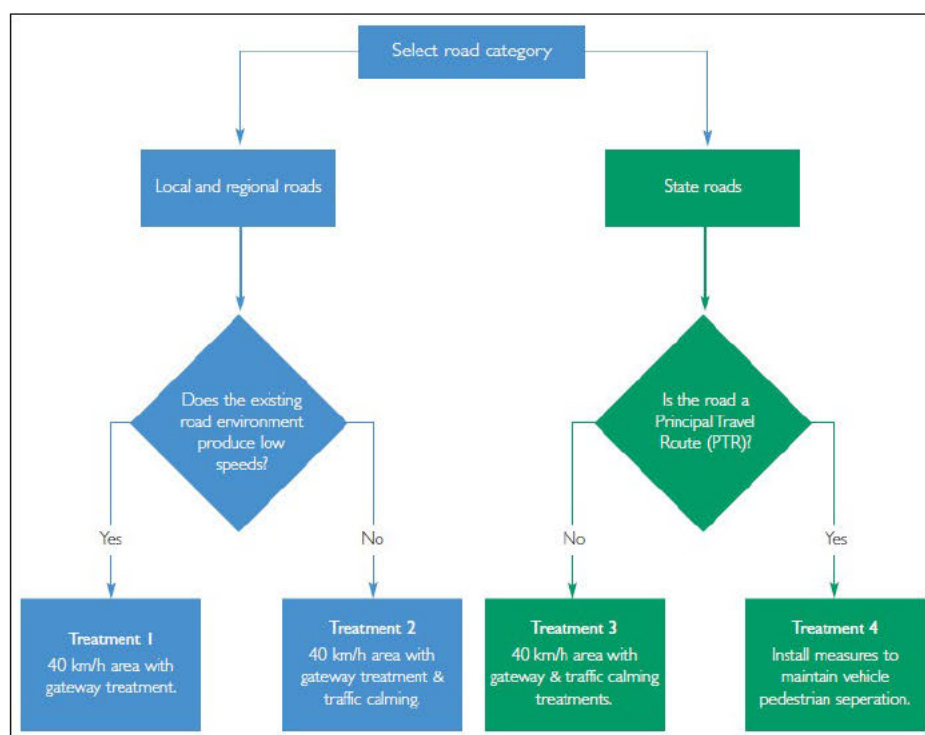 Select road category
Local and regional roads
State roads
Does the existing
road environment
produce low
speeds?
Is the road a
Principal Travel
Route (PTR)?
Yes
No
No
Yes
Treatment 1
40 km/h area with
gateway treatment.
Treatment 2
40 km/h area with
gateway treatment &
traffic calming.
Treatment 3
40 km/h area with
gateway & traffic calming
treatments.
Treatment 4
Install measures to
maintain vehicle
pedestrian seperation.